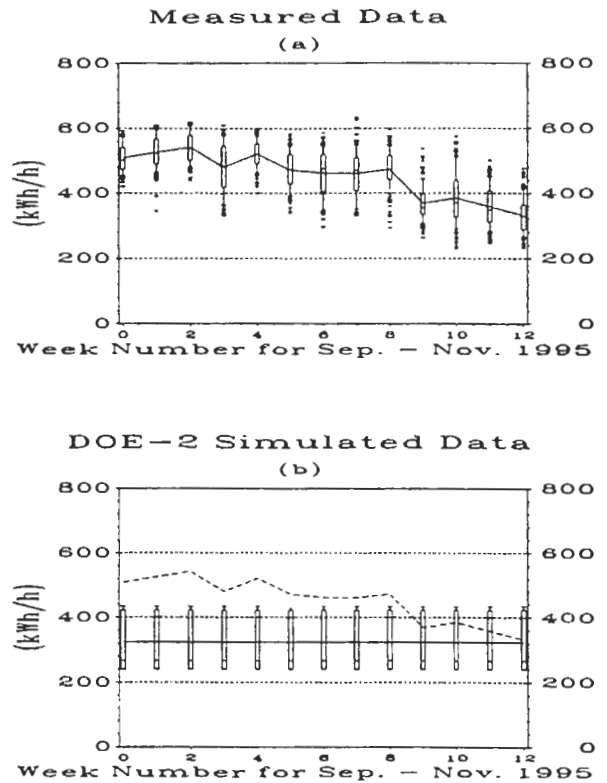 Measured Data
(a)
800 800
600 600
400 400
200 200
0 0
(kWh/h)
0 2 4 6 8 10 12
Week Number for Sep. - Nov. 1995
DOE-2 Simulated Data
(b)
800 800
600 600
400 400
200 200
0 0
(kWh/h)
0 2 4 6 8 10 12
Week Number for Sep. - Nov. 1995